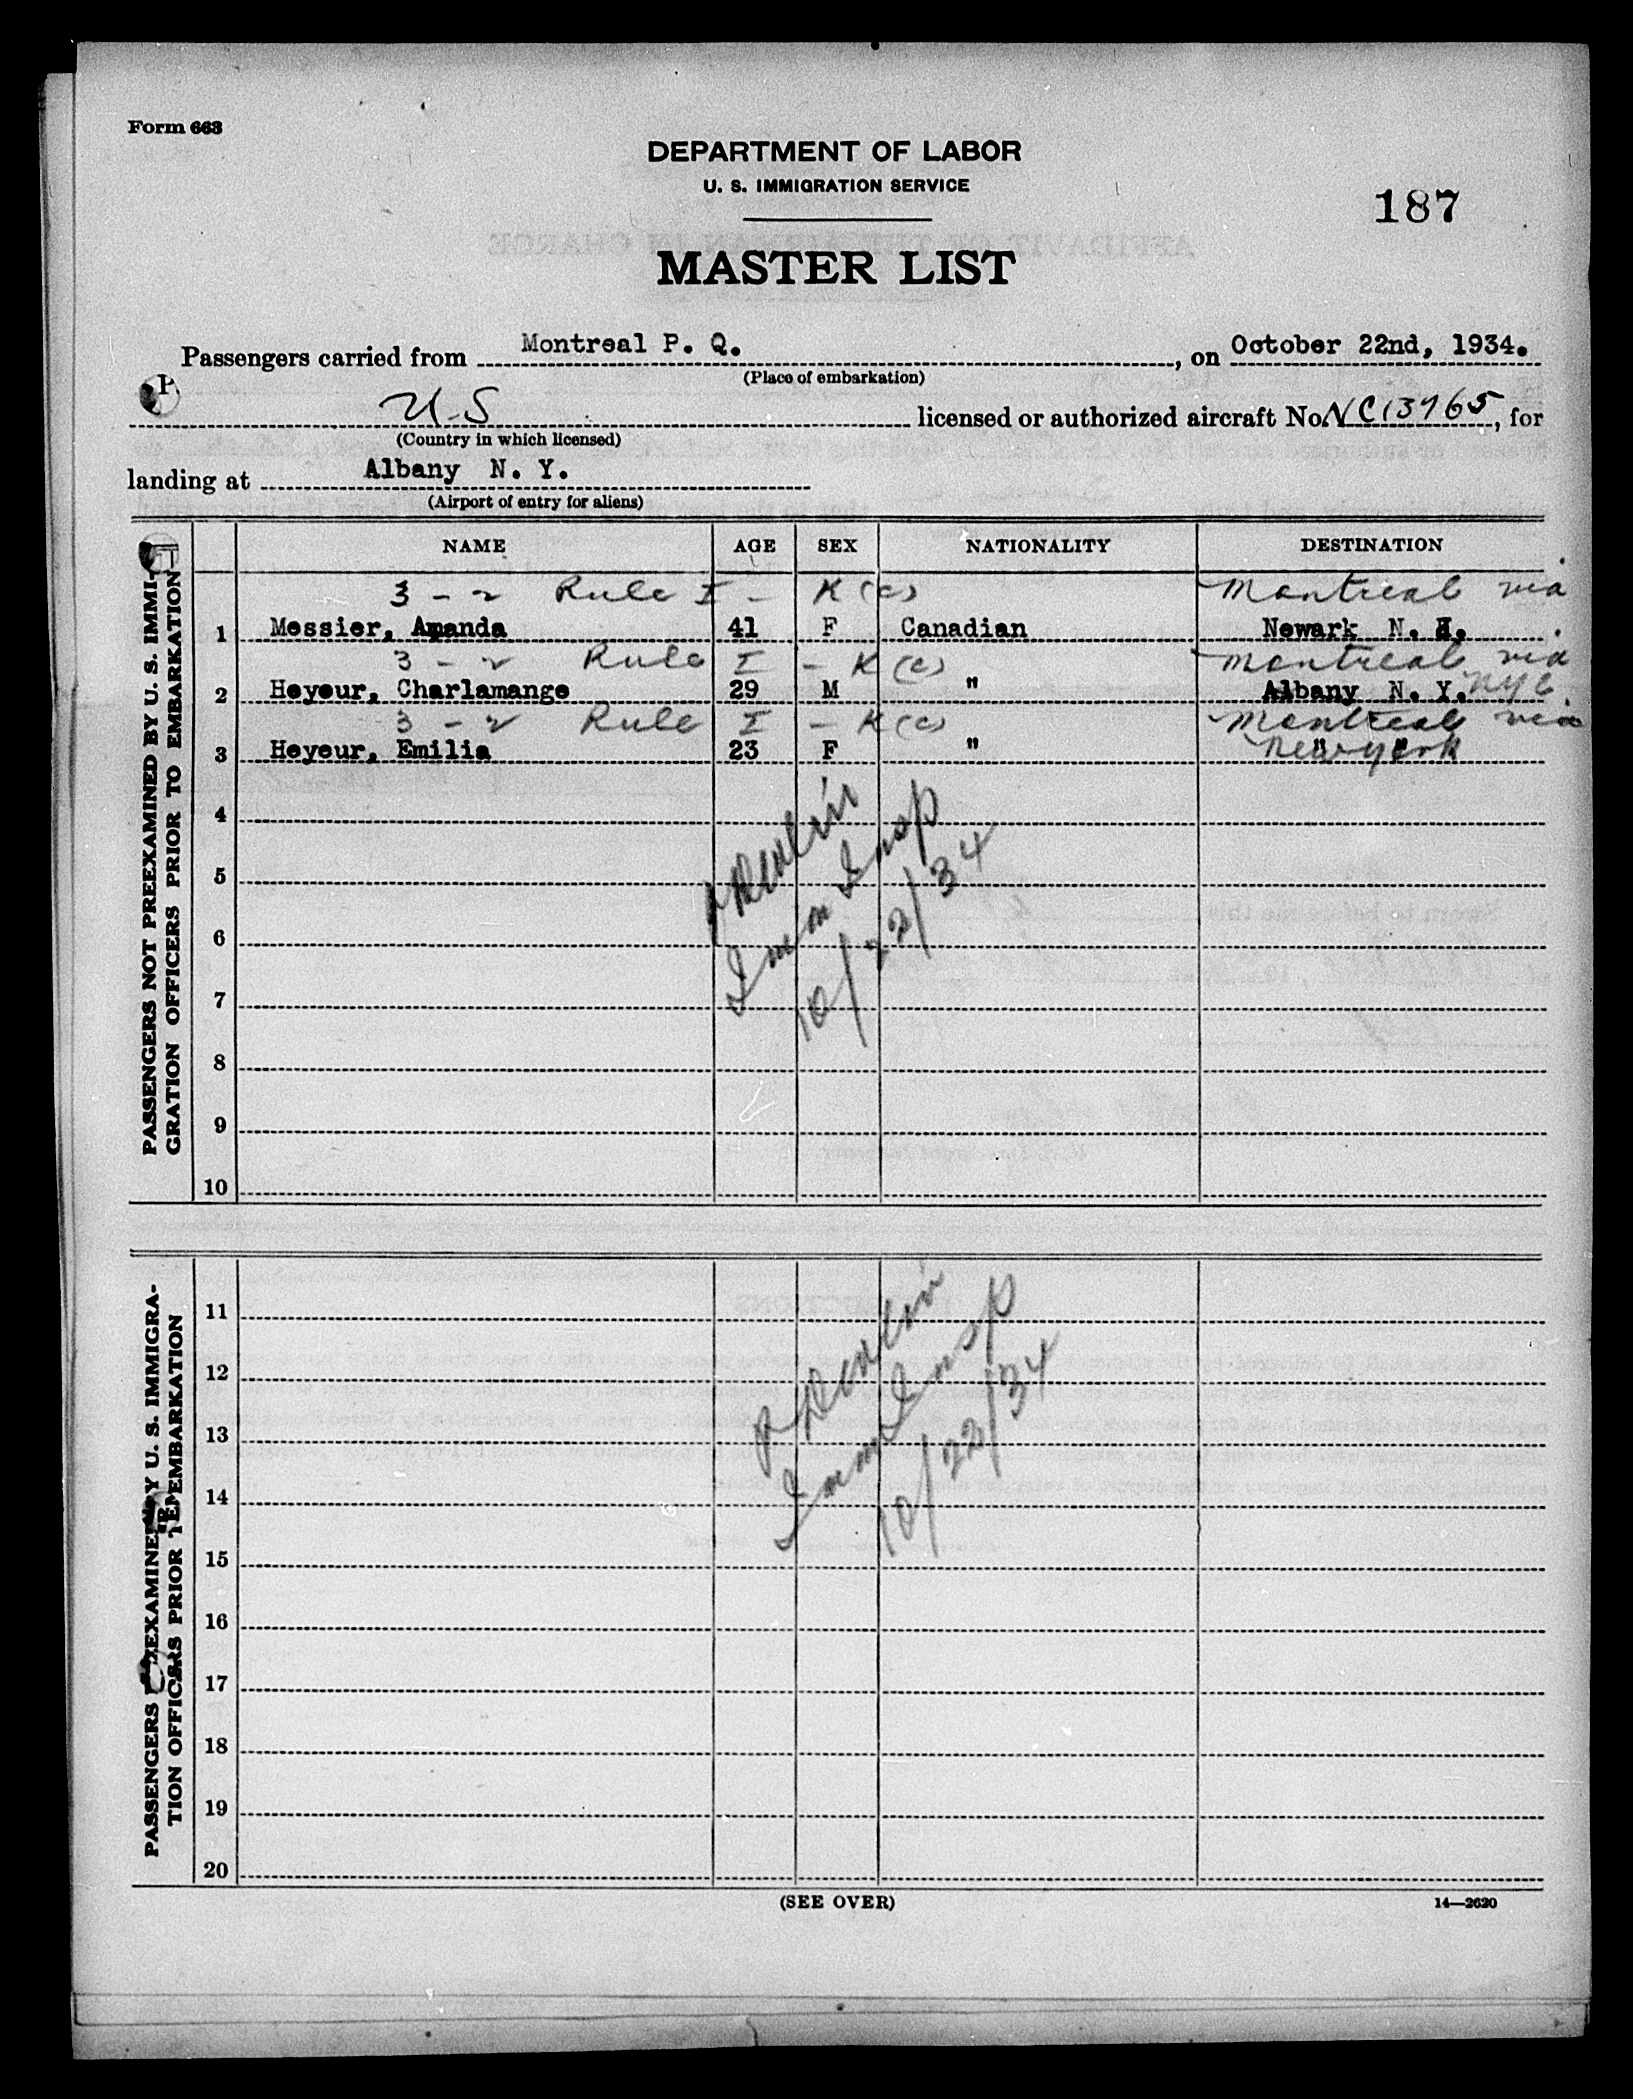 Form 663
DEPARTMENT OF LABOR
U. S. IMMIGRATION SERVICE
187
MASTER LIST
Passengers carried from Montreal P. Q. , on October 22nd, 1934.
(Place of embarkation)
U.S licensed or authorized aircraft No. NC13765, for
(Country in which licensed)
landing at Albany N. Y.
(Airport of entry for aliens)
PASSENGERS NOT PREEXAMINED BY U. S. IMMI-
GRATION OFFICERS PRIOR TO EMBARKATION
NAME AGE SEX NATIONALITY DESTINATION
3 - 2 Rule I - K(c) Montreal via
1 Messier, Amanda 41 F Canadian Newark N. J.
3 - 2 Rule I - K(c) Montreal via
2 Heyeur, Charlamange 29 M " Albany N. Y. NYC
3 - 2 Rule I - K(c) Montreal via
3 Heyeur, Emilia 23 F " New York
4
5
6
7
8
9
10
Imm Insp
10/22/34
PASSENGERS PREEXAMINED BY U. S. IMMIGRA-
TION OFFICERS PRIOR TO EMBARKATION
11
12
13
14
15
16
17
18
19
20
Imm Insp
10/22/34
(SEE OVER)
14—2620